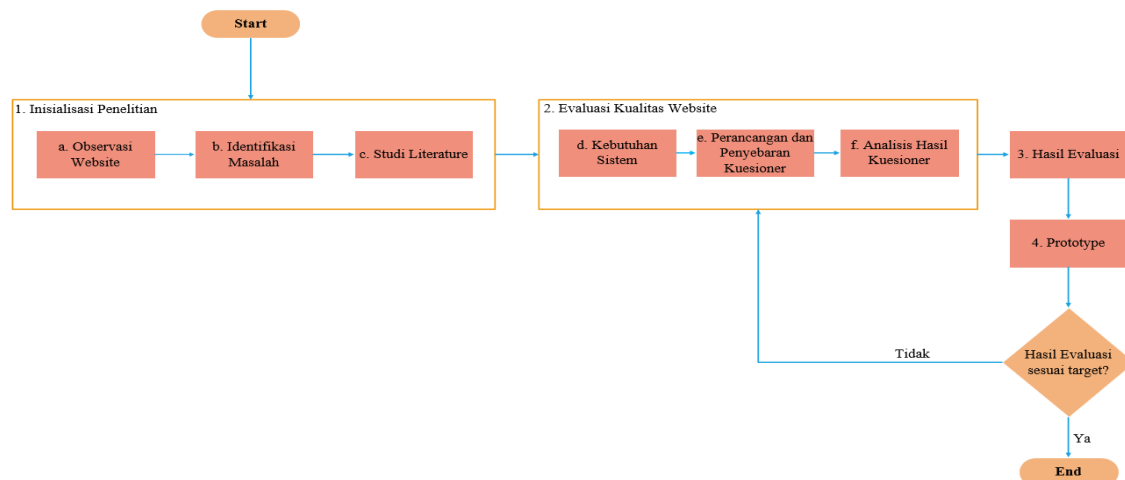 Start
1. Inisialisasi Penelitian
a. Observasi
Website
b. Identifikasi
Masalah
c. Studi Literature
2. Evaluasi Kualitas Website
d. Kebutuhan
Sistem
e. Perancangan dan
Penyebaran
Kuesioner
f. Analisis Hasil
Kuesioner
3. Hasil Evaluasi
4. Prototype
Hasil Evaluasi
sesuai target?
Tidak
Ya
End